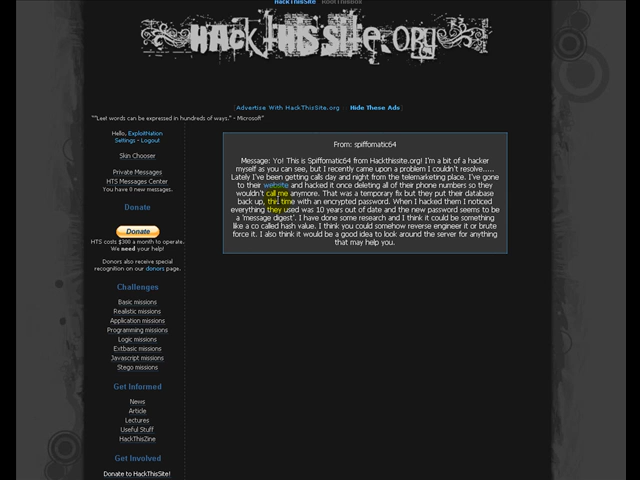 HackThisSite RootThisBox
HackThisSite.org
[Advertise With HackThisSite.org :: Hide These Ads]
""Leet words can be expressed in hundreds of ways." - Microsoft"
Hello, ExploitNation
Settings - Logout
Skin Chooser
Private Messages
HTS Messages Center
You have 0 new messages.
Donate
Donate
HTS costs $300 a month to operate.
We need your help!
Donors also receive special
recognition on our donors page.
Challenges
Basic missions
Realistic missions
Application missions
Programming missions
Logic missions
Extbasic missions
Javascript missions
Stego missions
Get Informed
News
Article
Lectures
Useful Stuff
HackThisZine
Get Involved
Donate to HackThisSite!
From: spiffomatic64
Message: Yo! This is Spiffomatic64 from Hackthissite.org! I'm a bit of a hacker
myself as you can see, but I recently came upon a problem I couldn't resolve.....
Lately I've been getting calls day and night from the telemarketing place. I've gone
to their website and hacked it once deleting all of their phone numbers so they
wouldn't call me anymore. That was a temporary fix but they put their database
back up, this time with an encrypted password. When I hacked them I noticed
everything they used was 10 years out of date and the new password seems to be
a 'message digest'. I have done some research and I think it could be something
like a co called hash value. I think you could somehow reverse engineer it or brute
force it. I also think it would be a good idea to look around the server for anything
that may help you.